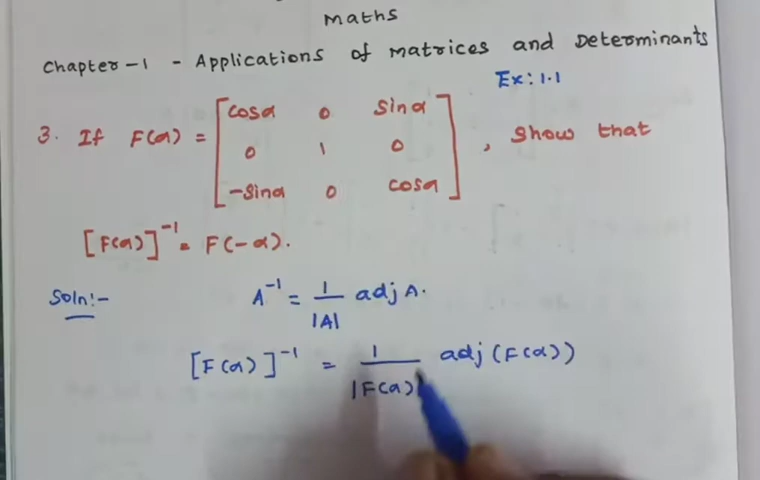 Maths
Chapter-1 - Applications of Matrices and Determinants
Ex: 1.1
3. If F(α) = [cosα 0 sinα
0 1 0
-sinα 0 cosα] , show that
[F(α)]⁻¹ = F(-α).
Soln:- A⁻¹ = 1/|A| adj A.
[F(α)]⁻¹ = 1/|F(α)| adj (F(α))